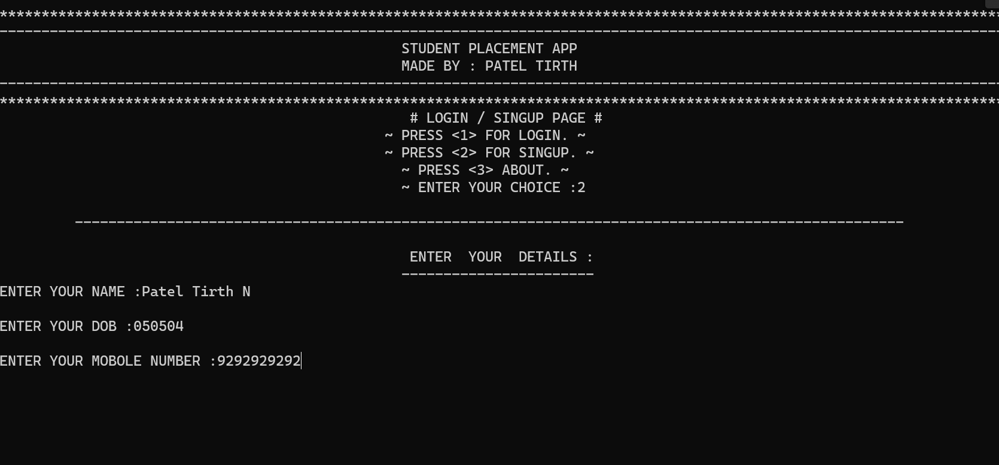 ************************************************************************************************************************
------------------------------------------------------------------------------------------------------------------------
STUDENT PLACEMENT APP
MADE BY : PATEL TIRTH
------------------------------------------------------------------------------------------------------------------------
************************************************************************************************************************
# LOGIN / SINGUP PAGE #
~ PRESS <1> FOR LOGIN. ~
~ PRESS <2> FOR SINGUP. ~
~ PRESS <3> ABOUT. ~
~ ENTER YOUR CHOICE :2
---------------------------------------------------------------------------------------------------
ENTER  YOUR  DETAILS :
-----------------------
ENTER YOUR NAME :Patel Tirth N
ENTER YOUR DOB :050504
ENTER YOUR MOBOLE NUMBER :9292929292